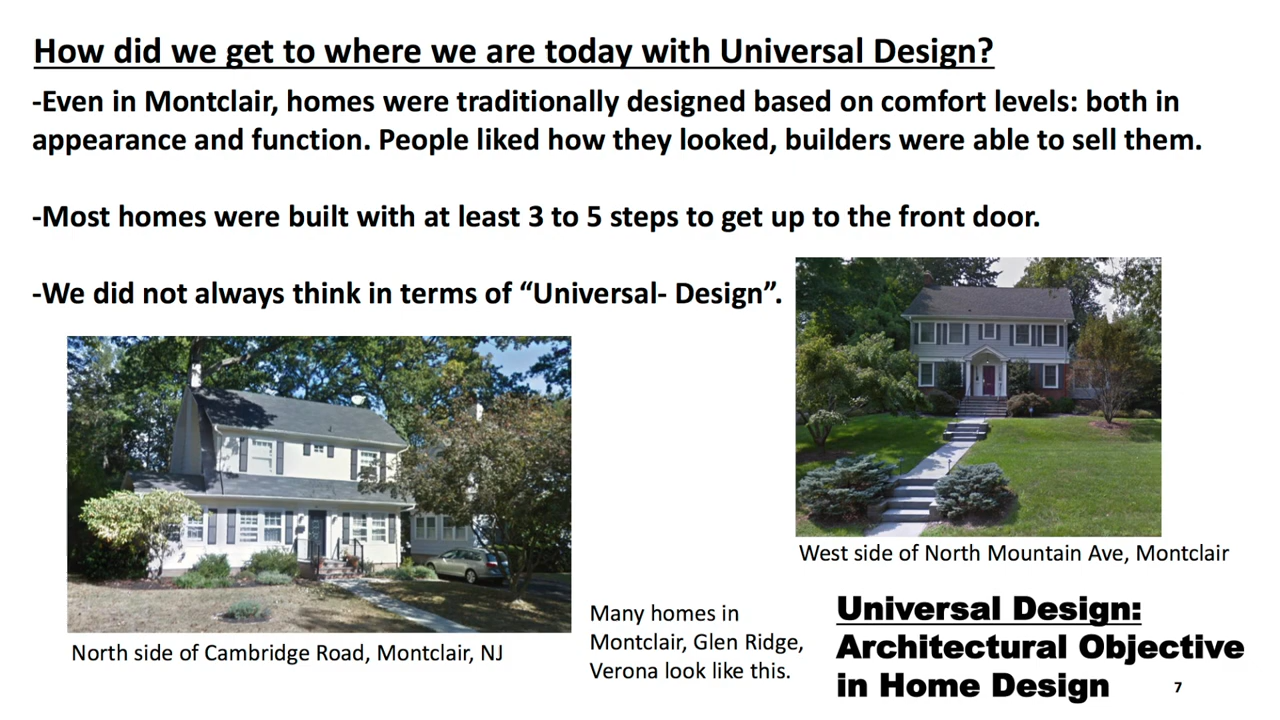 How did we get to where we are today with Universal Design?
-Even in Montclair, homes were traditionally designed based on comfort levels: both in
appearance and function. People liked how they looked, builders were able to sell them.
-Most homes were built with at least 3 to 5 steps to get up to the front door.
-We did not always think in terms of “Universal- Design”.
West side of North Mountain Ave, Montclair
North side of Cambridge Road, Montclair, NJ
Many homes in
Montclair, Glen Ridge,
Verona look like this.
Universal Design:
Architectural Objective
in Home Design
7